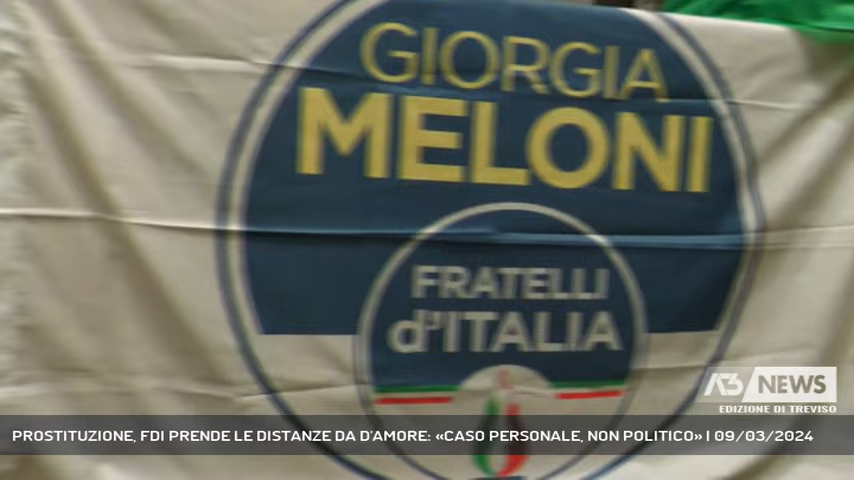 GIORGIA
MELONI
FRATELLI
d'ITALIA
A3 NEWS
EDIZIONE DI TREVISO
PROSTITUZIONE, FDI PRENDE LE DISTANZE DA D'AMORE: «CASO PERSONALE, NON POLITICO» | 09/03/2024